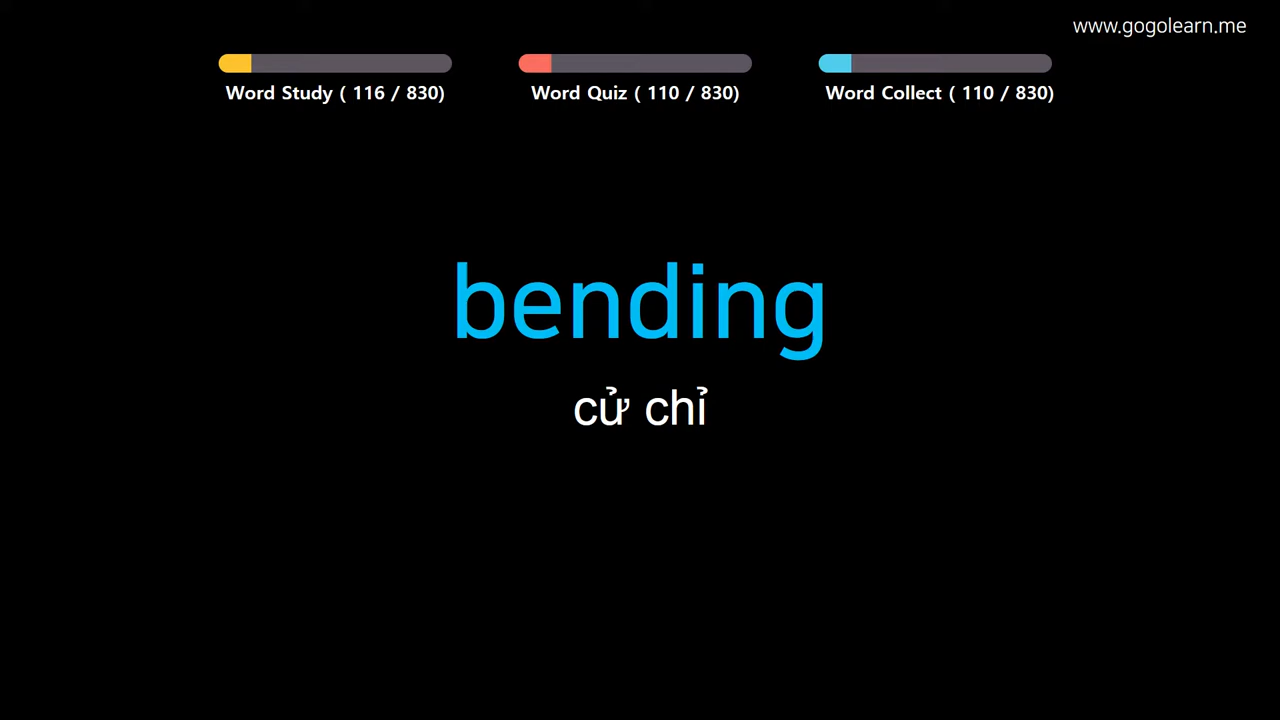 www.gogolearn.me
Word Study ( 116 / 830)
Word Quiz ( 110 / 830)
Word Collect ( 110 / 830)
bending
cử chỉ